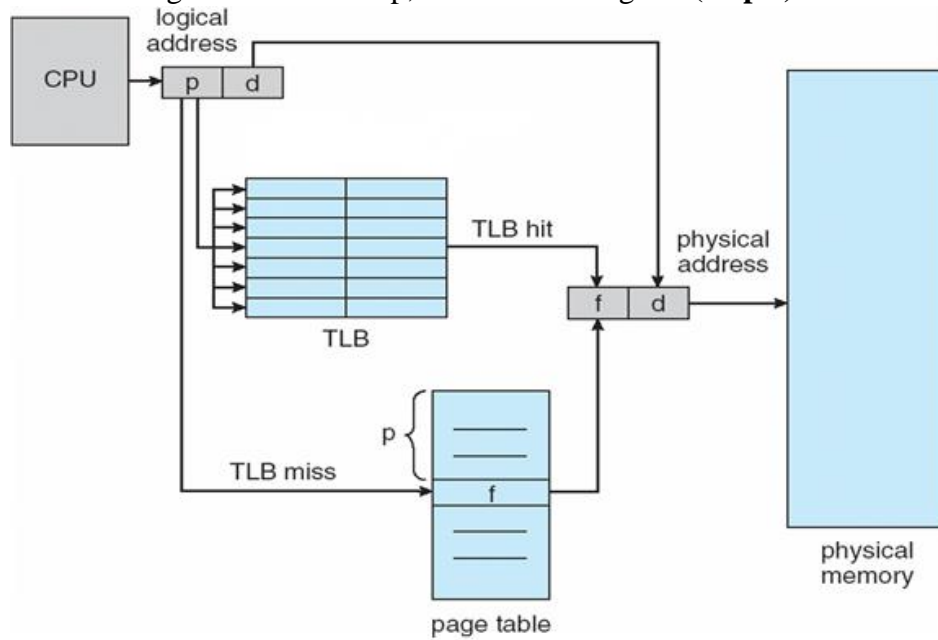 logical
address
CPU
p
d
TLB hit
physical
address
f
d
TLB
p
TLB miss
f
physical
memory
page table